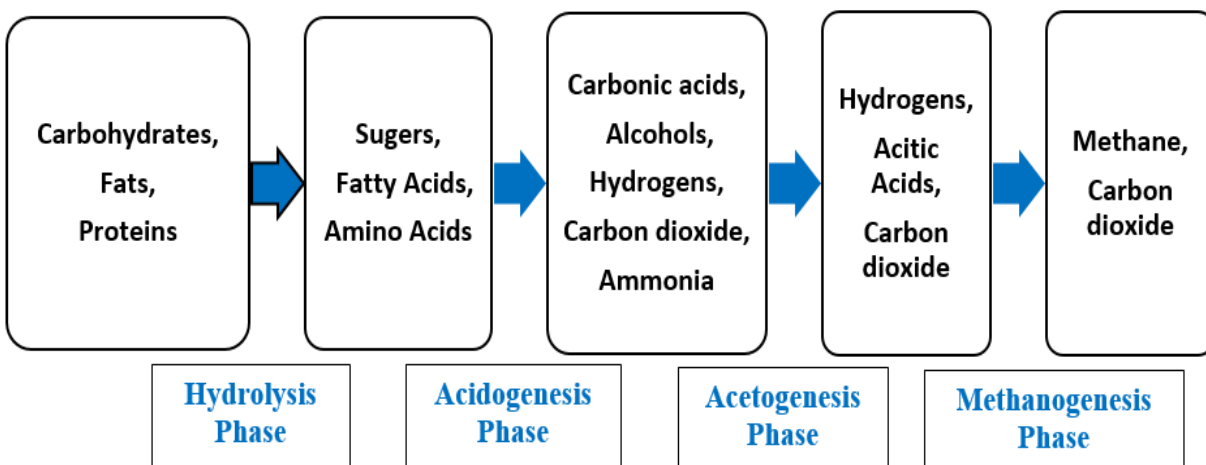 Carbohydrates,
Fats,
Proteins
Sugers,
Fatty Acids,
Amino Acids
Carbonic acids,
Alcohols,
Hydrogens,
Carbon dioxide,
Ammonia
Hydrogens,
Acitic
Acids,
Carbon
dioxide
Methane,
Carbon
dioxide
Hydrolysis
Phase
Acidogenesis
Phase
Acetogenesis
Phase
Methanogenesis
Phase